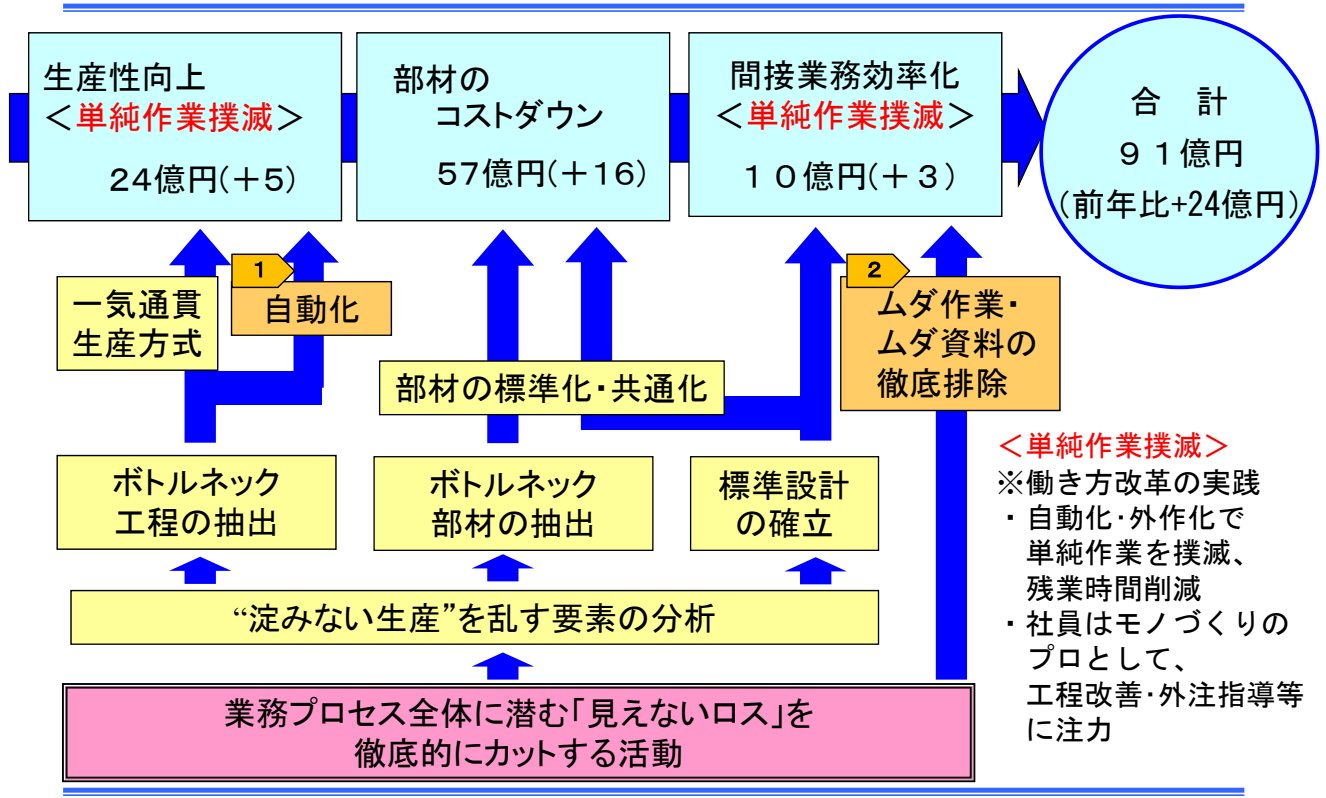 生産性向上
＜単純作業撲滅＞
24億円(＋5)
部材の
コストダウン
57億円(＋16)
間接業務効率化
＜単純作業撲滅＞
１０億円(＋３)
合　計
９１億円
(前年比+24億円)
一気通貫
生産方式
1
自動化
部材の標準化・共通化
2
ムダ作業・
ムダ資料の
徹底排除
ボトルネック
工程の抽出
ボトルネック
部材の抽出
標準設計
の確立
“淀みない生産”を乱す要素の分析
業務プロセス全体に潜む「見えないロス」を
徹底的にカットする活動
＜単純作業撲滅＞
※働き方改革の実践
・自動化・外作化で
単純作業を撲滅、
残業時間削減
・社員はモノづくりの
プロとして、
工程改善・外注指導等
に注力